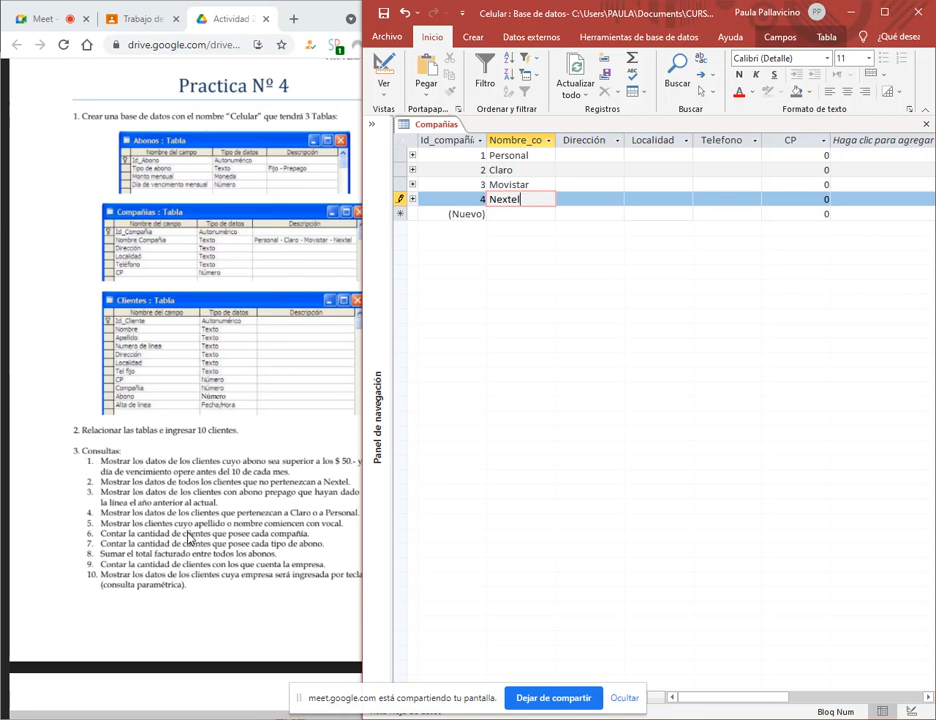 Meet -
Trabajo de
Actividad 2
drive.google.com/drive...
Practica Nº 4
1. Crear una base de datos con el nombre "Celular" que tendrá 3 Tablas:
Abonos : Tabla
Nombre del campo Tipo de datos Descripción
Id_Abono Autonumérico
Tipo de abono Texto Fijo - Prepago
Monto mensual Moneda
Día de vencimiento mensual Número
Compañías : Tabla
Nombre del campo Tipo de datos Descripción
Id_Compañía Autonumérico
Nombre Compañía Texto Personal - Claro - Movistar - Nextel
Dirección Texto
Localidad Texto
Teléfono Texto
CP Número
Clientes : Tabla
Nombre del campo Tipo de datos Descripción
Id_Cliente Autonumérico
Nombre Texto
Apellido Texto
Numero de linea Texto
Dirección Texto
Localidad Texto
Tel fijo Texto
CP Número
Compañía Número
Abono Número
Alta de linea Fecha/Hora
2. Relacionar las tablas e ingresar 10 clientes.
3. Consultas:
1. Mostrar los datos de los clientes cuyo abono sea superior a los $ 50.- y
día de vencimiento opere antes del 10 de cada mes.
2. Mostrar los datos de todos los clientes que no pertenezcan a Nextel.
3. Mostrar los datos de los clientes con abono prepago que hayan dado
la línea el año anterior al actual.
4. Mostrar los datos de los clientes que pertenezcan a Claro o a Personal.
5. Mostrar los clientes cuyo apellido o nombre comiencen con vocal.
6. Contar la cantidad de clientes que posee cada compañía.
7. Contar la cantidad de clientes que posee cada tipo de abono.
8. Sumar el total facturado entre todos los abonos.
9. Contar la cantidad de clientes con los que cuenta la empresa.
10. Mostrar los datos de los clientes cuya empresa será ingresada por tecla
(consulta paramétrica).
Celular : Base de datos- C:\Users\PAULA\Documents\CURS...
Paula Pallavicino PP
Archivo Inicio Crear Datos externos Herramientas de base de datos Campos Tabla ¿Qué desea
Ver Pegar Filtro Actualizar todo Buscar
Calibri (Detalle) 11
N K S
Vistas Portapap... Ordenar y filtrar Registros Buscar Formato de texto
Compañías
Id_compañí Nombre_co Dirección Localidad Telefono CP Haga clic para agregar
1 Personal 0
2 Claro 0
3 Movistar 0
4 Nextel 0
(Nuevo) 0
Panel de navegación
meet.google.com está compartiendo tu pantalla. Dejar de compartir Ocultar
Bloq Num